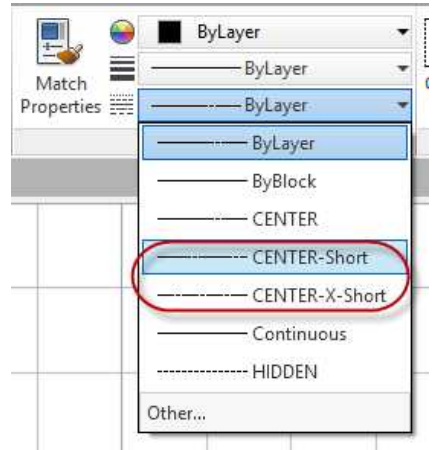 ByLayer
ByLayer
Match
Properties
ByLayer
ByLayer
ByBlock
CENTER
CENTER-Short
CENTER-X-Short
Continuous
HIDDEN
Other...